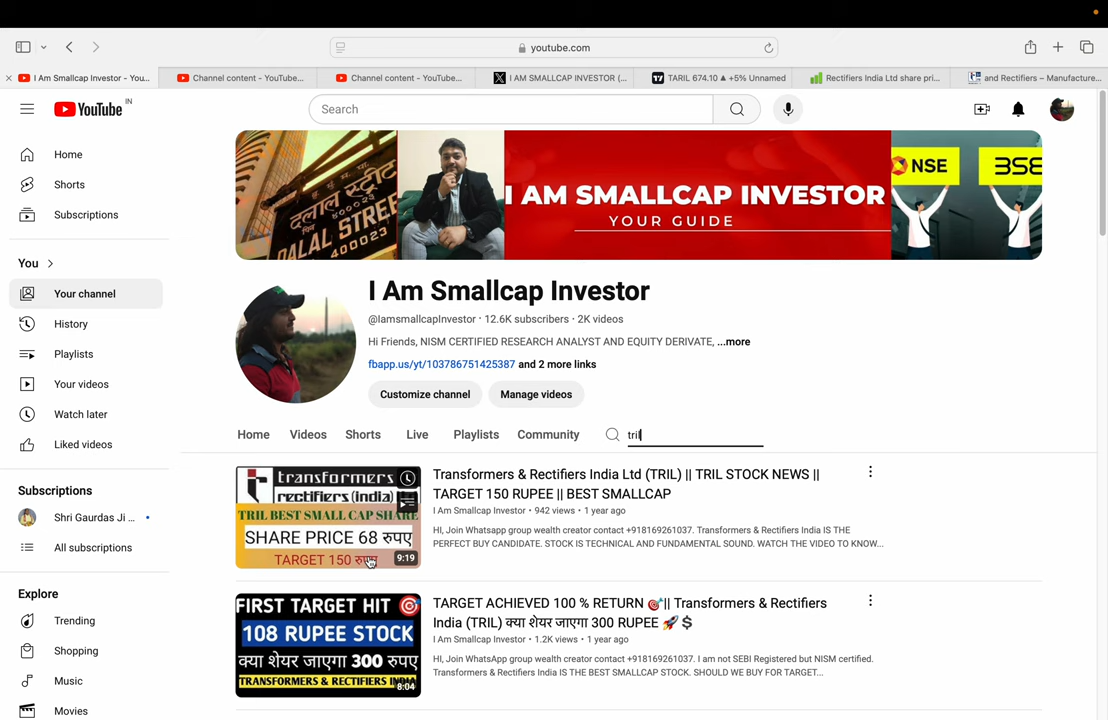 youtube.com
I Am Smallcap Investor - You...
Channel content - YouTube...
Channel content - YouTube...
I AM SMALLCAP INVESTOR (...
TARIL 674.10 ▲ +5% Unnamed
Rectifiers India Ltd share pri...
and Rectifiers – Manufacture...
YouTube IN
Search
Home
Shorts
Subscriptions
You
Your channel
History
Playlists
Your videos
Watch later
Liked videos
Subscriptions
Shri Gaurdas Ji ...
All subscriptions
Explore
Trending
Shopping
Music
Movies
DALAL STREE
400023
I AM SMALLCAP INVESTOR
YOUR GUIDE
NSE
BSE
I Am Smallcap Investor
@IamsmallcapInvestor · 12.6K subscribers · 2K videos
Hi Friends, NISM CERTIFIED RESEARCH ANALYST AND EQUITY DERIVATE, ...more
fbapp.us/yt/103786751425387 and 2 more links
Customize channel
Manage videos
Home Videos Shorts Live Playlists Community tril
transformers
rectifiers (india)
TRIL BEST SMALL CAP SHARE
SHARE PRICE 68 रुपए
TARGET 150
9:19
Transformers & Rectifiers India Ltd (TRIL) || TRIL STOCK NEWS ||
TARGET 150 RUPEE || BEST SMALLCAP
I Am Smallcap Investor • 942 views • 1 year ago
HI, Join Whatsapp group wealth creator contact +918169261037. Transformers & Rectifiers India IS THE
PERFECT BUY CANDIDATE. STOCK IS TECHNICAL AND FUNDAMENTAL SOUND. WATCH THE VIDEO TO KNOW...
FIRST TARGET HIT 🎯
108 RUPEE STOCK
क्या शेयर जाएगा 300 रुपए
TRANSFORMERS & RECTIFIERS INDIA
8:04
TARGET ACHIEVED 100 % RETURN 🎯|| Transformers & Rectifiers
India (TRIL) क्या शेयर जाएगा 300 RUPEE 🚀💲
I Am Smallcap Investor • 1.2K views • 1 year ago
HI, Join WhatsApp group wealth creator contact +918169261037. I am not SEBI Registered but NISM certified.
Transformers & Rectifiers India IS THE BEST SMALLCAP STOCK. SHOULD WE BUY FOR TARGET...